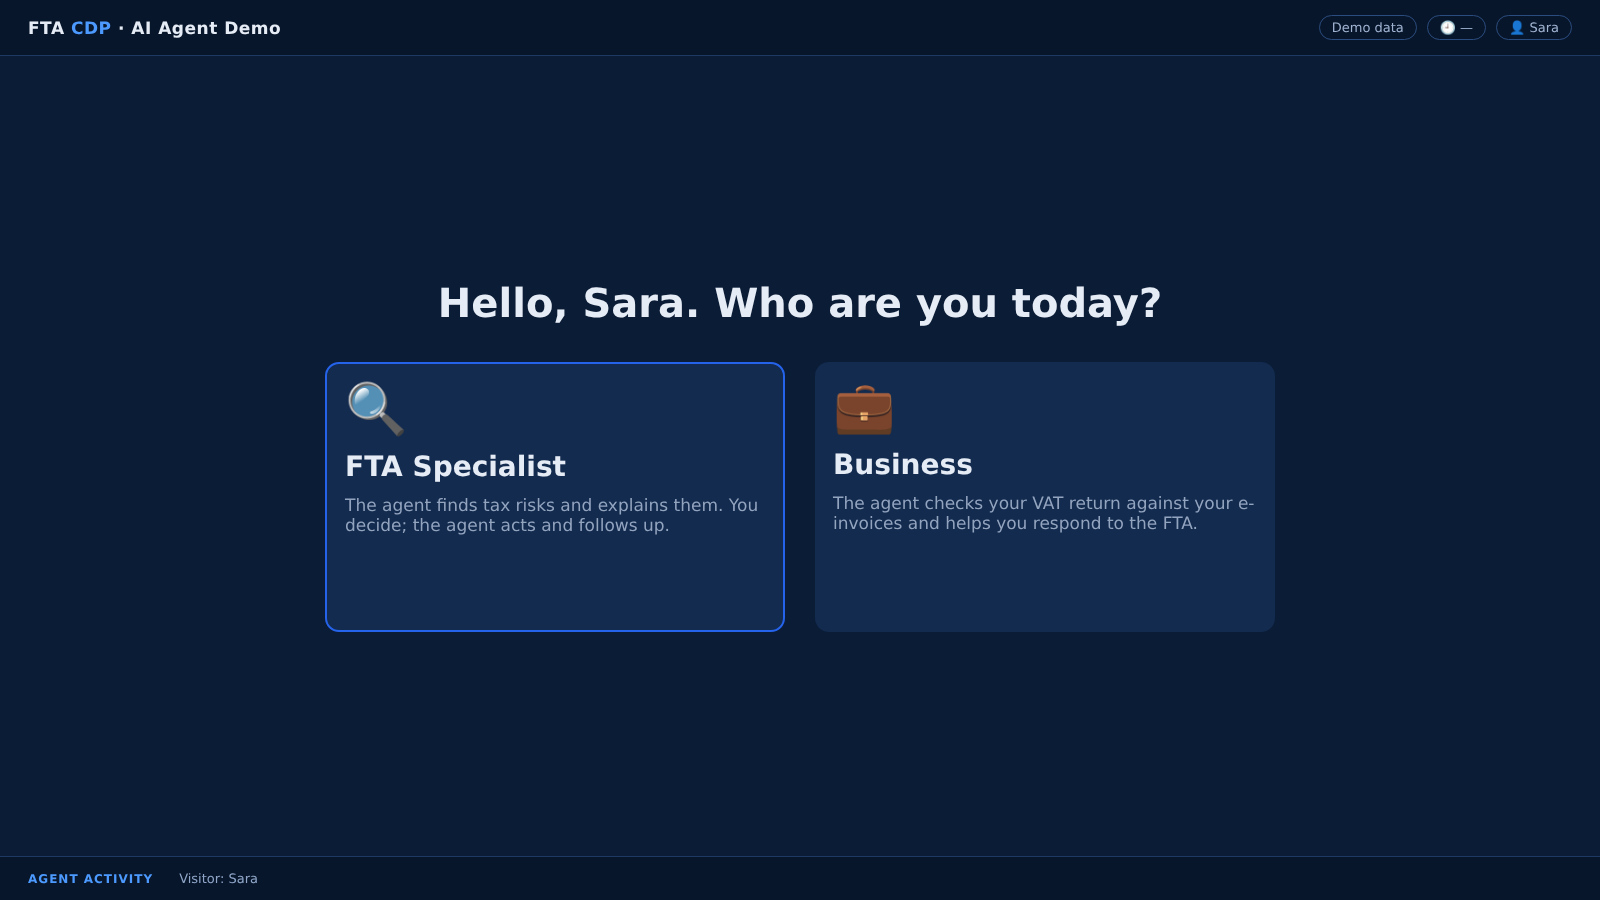 FTA CDP · AI Agent Demo
Demo data
—
Sara
Hello, Sara. Who are you today?
FTA Specialist
The agent finds tax risks and explains them. You
decide; the agent acts and follows up.
Business
The agent checks your VAT return against your e-
invoices and helps you respond to the FTA.
AGENT ACTIVITY
Visitor: Sara